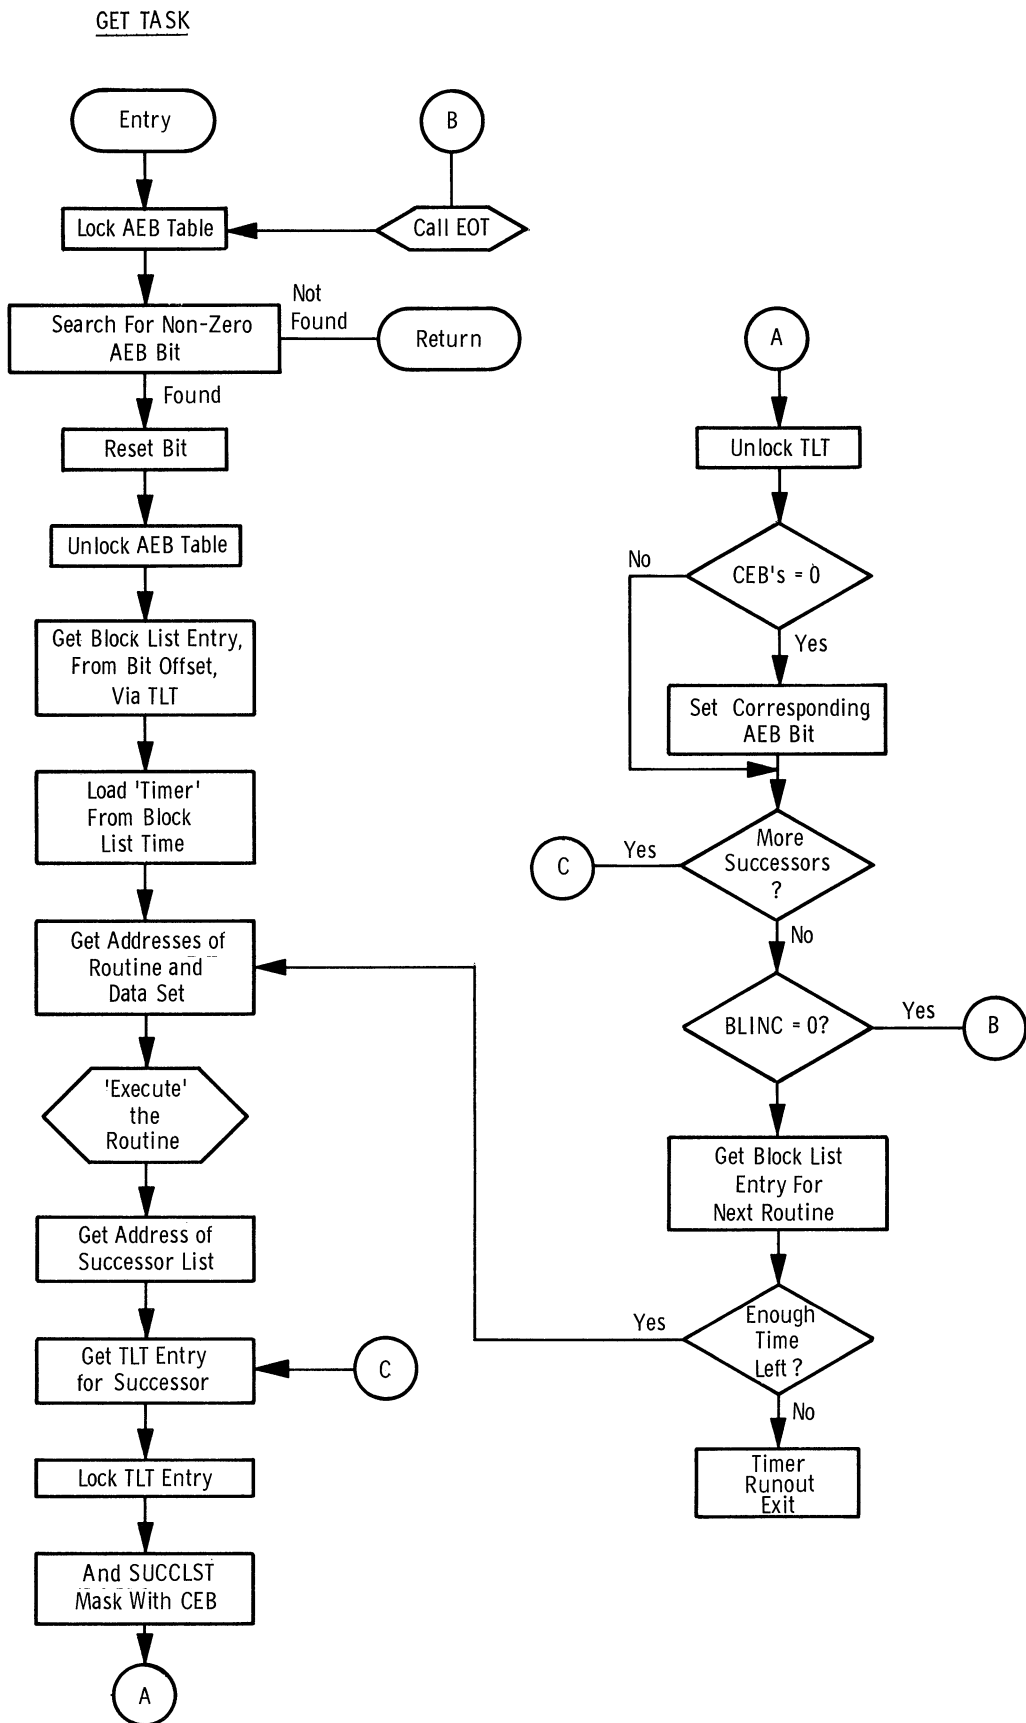 GET TASK
Entry
B
Lock AEB Table
Call EOT
Search For Non-Zero
AEB Bit
Not
Found
Return
Found
Reset Bit
Unlock AEB Table
Get Block List Entry,
From Bit Offset,
Via TLT
Load 'Timer'
From Block
List Time
Get Addresses of
Routine and
Data Set
'Execute'
the
Routine
Get Address of
Successor List
Get TLT Entry
for Successor
C
Lock TLT Entry
And SUCCLST
Mask With CEB
A
A
Unlock TLT
CEB's = 0
No
Yes
Set Corresponding
AEB Bit
More
Successors
?
Yes
C
No
BLINC = 0?
Yes
B
Get Block List
Entry For
Next Routine
Enough
Time
Left ?
Yes
No
Timer
Runout
Exit